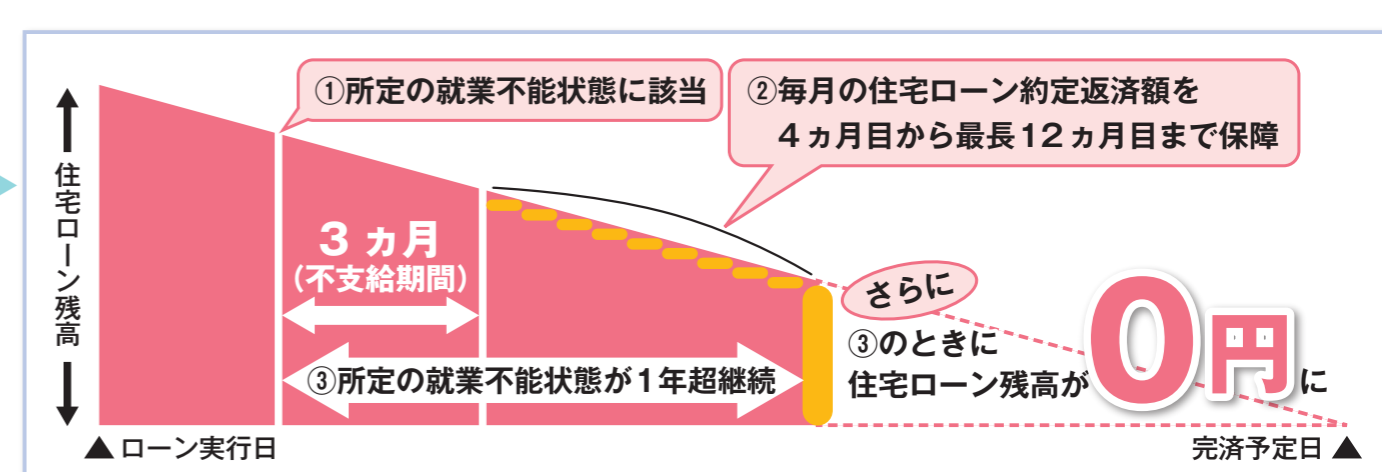 ①所定の就業不能状態に該当
②毎月の住宅ローン約定返済額を
4ヵ月目から最長12ヵ月目まで保障
住宅ローン残高
3ヵ月
(不支給期間)
③所定の就業不能状態が1年超継続
さらに
③のときに
住宅ローン残高が0円に
▲ローン実行日
完済予定日▲